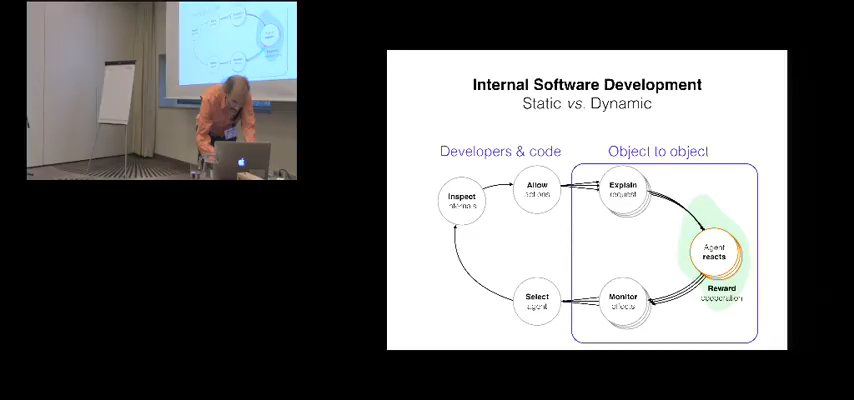 Internal Software Development
Static vs. Dynamic
Developers & code
Object to object
Inspect
internals
Allow
actions
Explain
request
Agent
reacts
Reward
cooperation
Monitor
effects
Select
agent